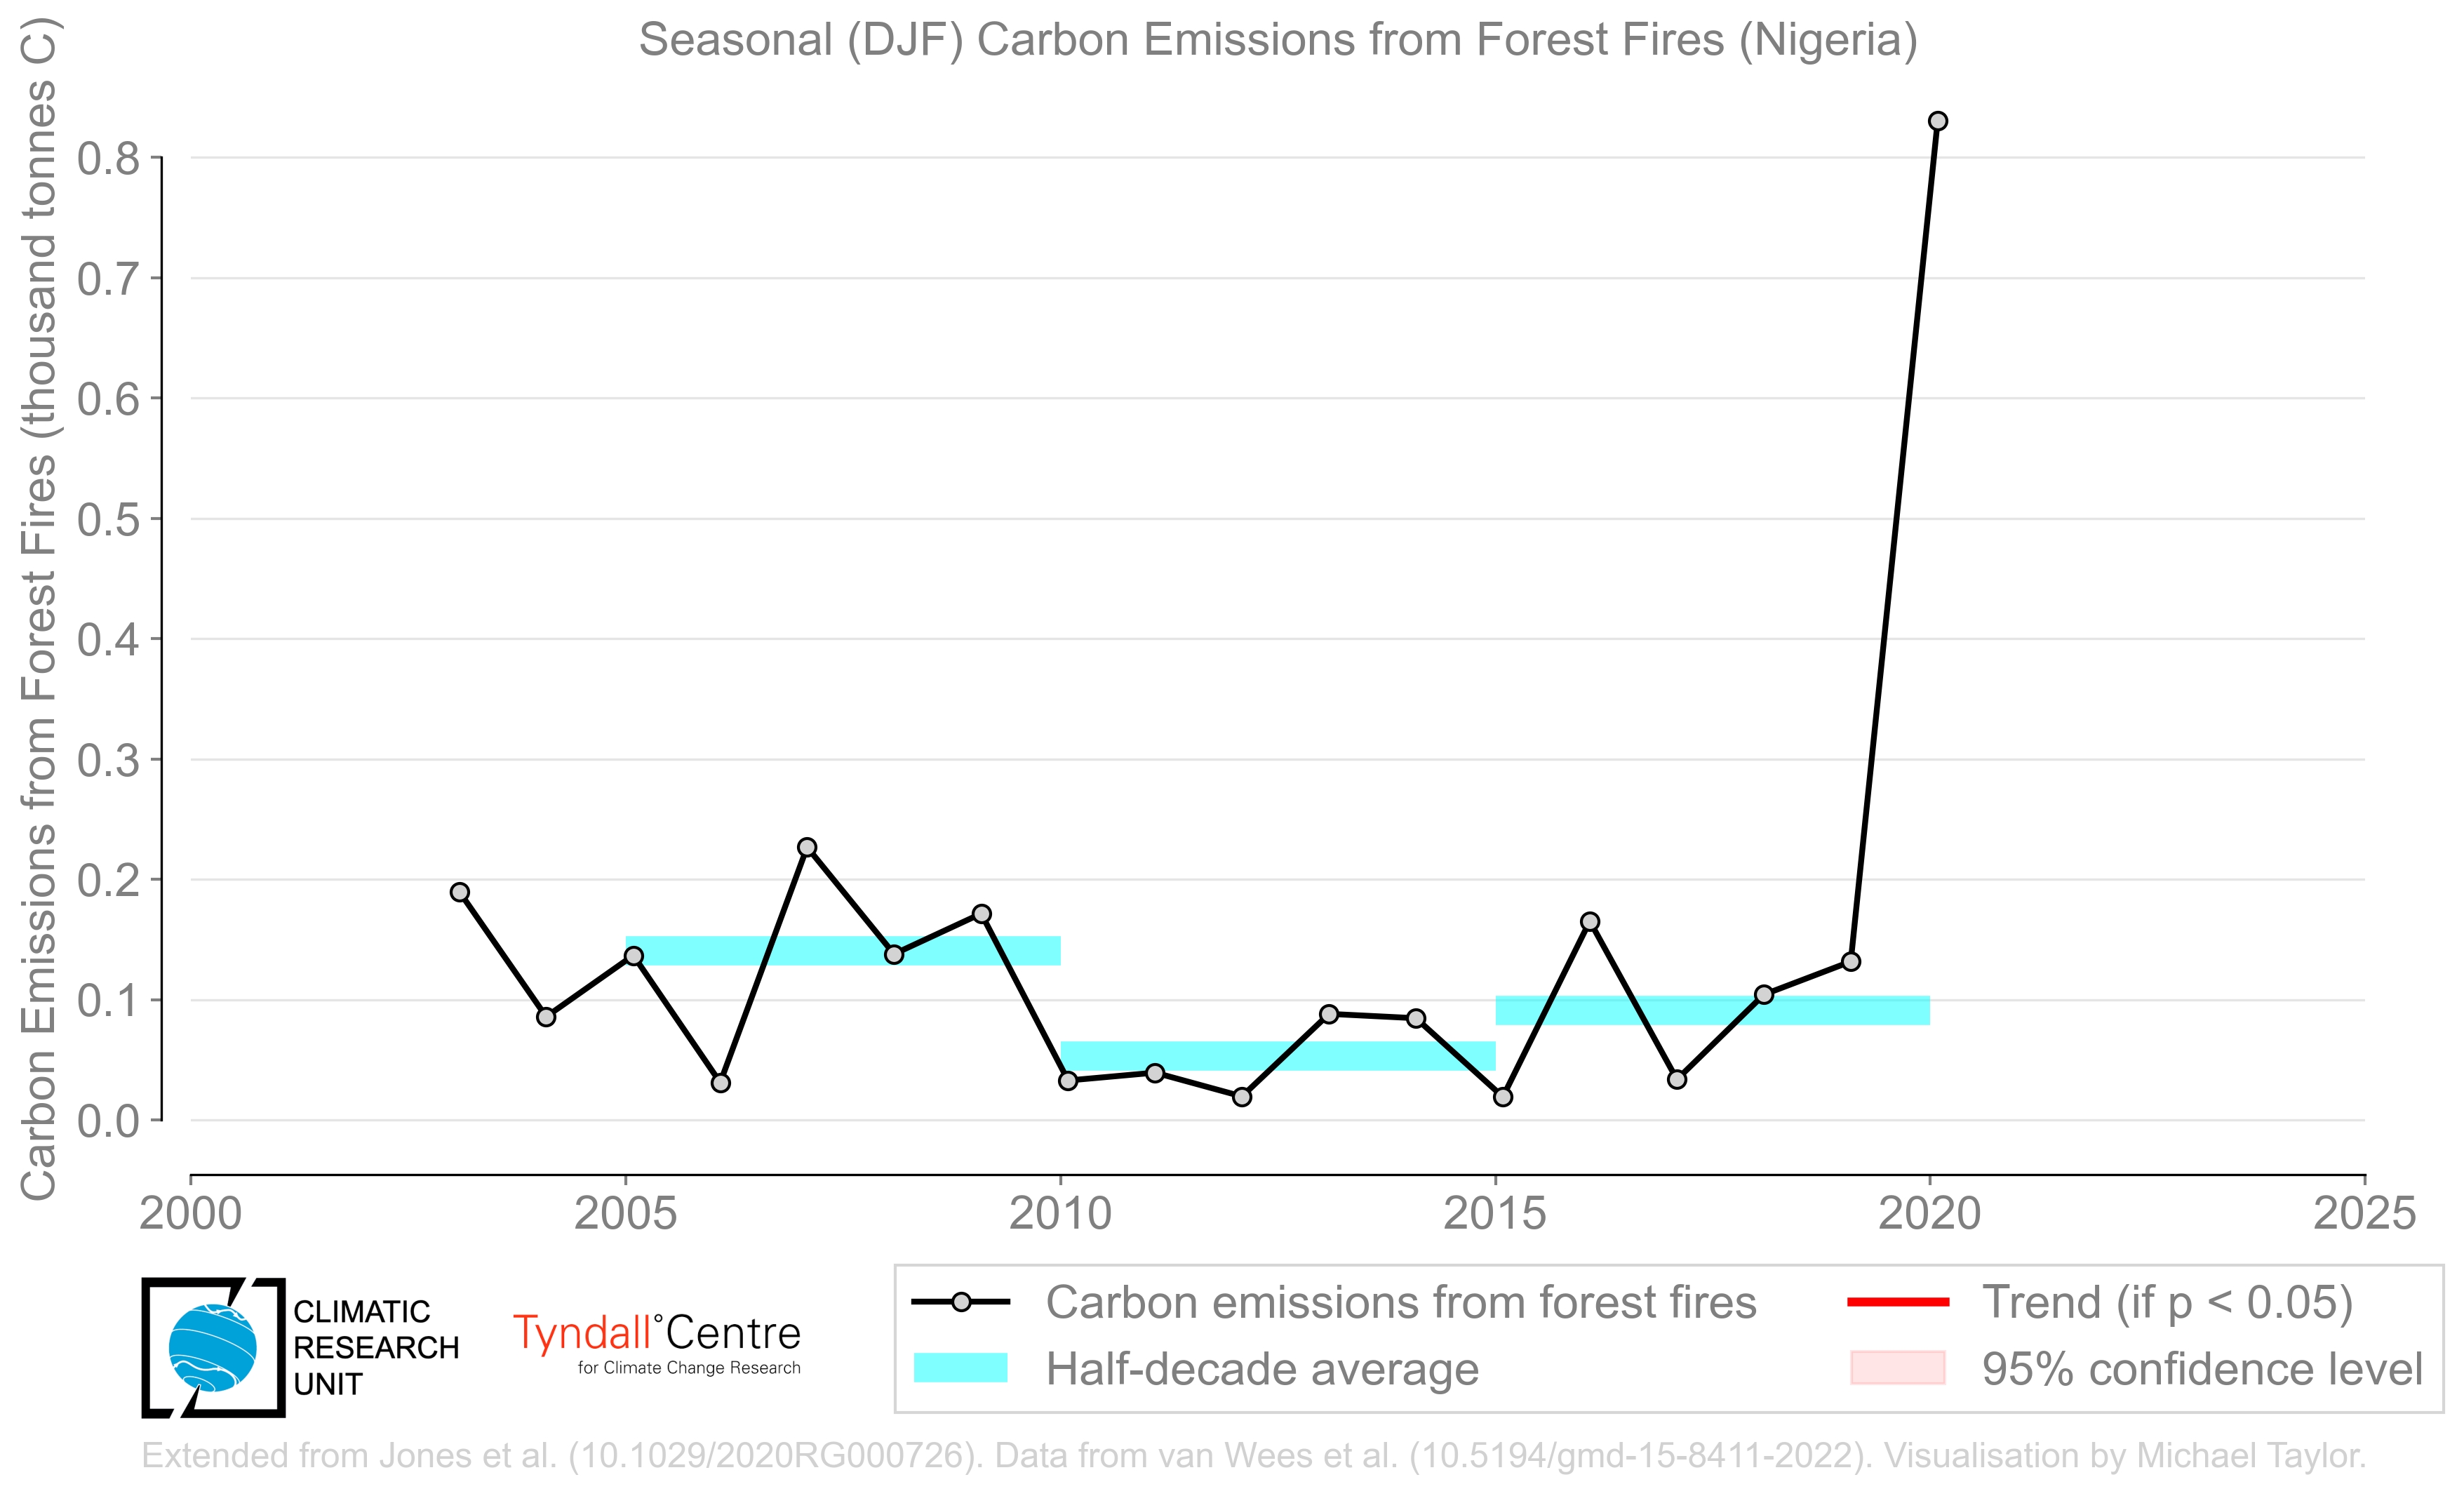 Seasonal (DJF) Carbon Emissions from Forest Fires (Nigeria)
Carbon Emissions from Forest Fires (thousand tonnes C)
0.8
0.7
0.6
0.5
0.4
0.3
0.2
0.1
0.0
2000 2005 2010 2015 2020 2025
CLIMATIC
RESEARCH
UNIT
Tyndall°Centre
for Climate Change Research
Carbon emissions from forest fires
Half-decade average
Trend (if p < 0.05)
95% confidence level
Extended from Jones et al. (10.1029/2020RG000726). Data from van Wees et al. (10.5194/gmd-15-8411-2022). Visualisation by Michael Taylor.